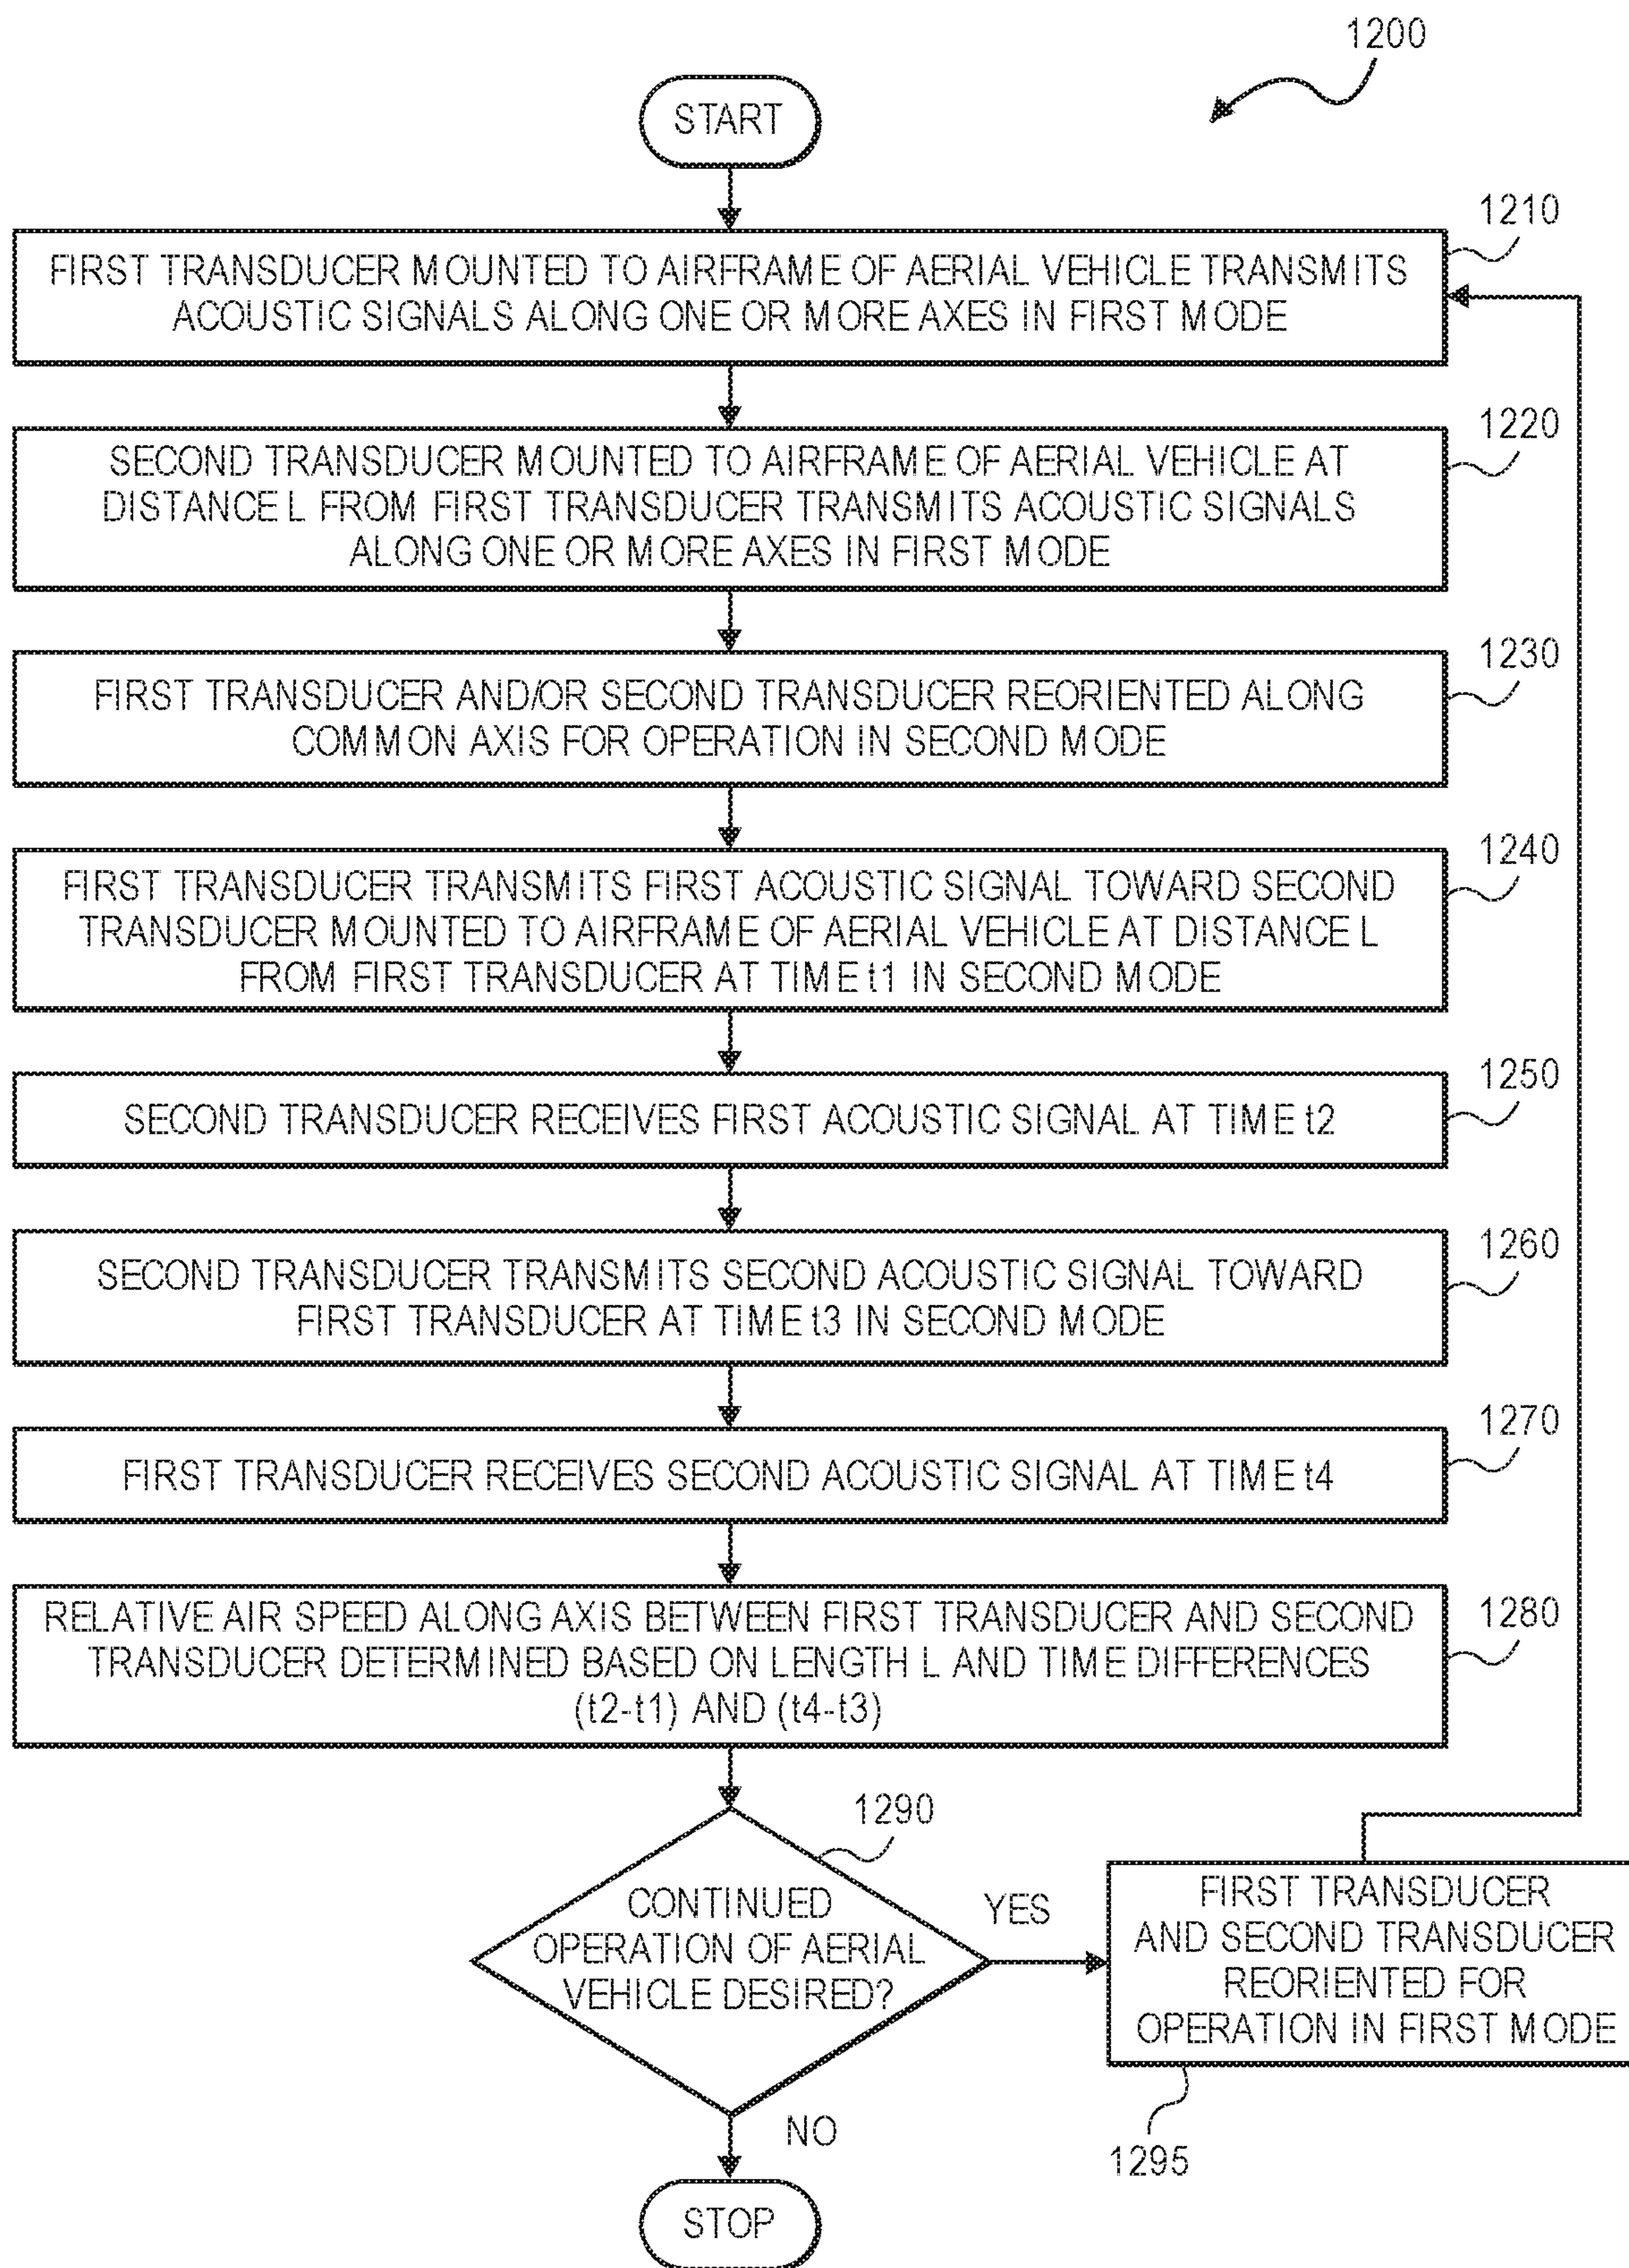 1200
START
1210
FIRST TRANSDUCER MOUNTED TO AIRFRAME OF AERIAL VEHICLE TRANSMITS
ACOUSTIC SIGNALS ALONG ONE OR MORE AXES IN FIRST MODE
1220
SECOND TRANSDUCER MOUNTED TO AIRFRAME OF AERIAL VEHICLE AT
DISTANCE L FROM FIRST TRANSDUCER TRANSMITS ACOUSTIC SIGNALS
ALONG ONE OR MORE AXES IN FIRST MODE
1230
FIRST TRANSDUCER AND/OR SECOND TRANSDUCER REORIENTED ALONG
COMMON AXIS FOR OPERATION IN SECOND MODE
1240
FIRST TRANSDUCER TRANSMITS FIRST ACOUSTIC SIGNAL TOWARD SECOND
TRANSDUCER MOUNTED TO AIRFRAME OF AERIAL VEHICLE AT DISTANCE L
FROM FIRST TRANSDUCER AT TIME t1 IN SECOND MODE
1250
SECOND TRANSDUCER RECEIVES FIRST ACOUSTIC SIGNAL AT TIME t2
1260
SECOND TRANSDUCER TRANSMITS SECOND ACOUSTIC SIGNAL TOWARD
FIRST TRANSDUCER AT TIME t3 IN SECOND MODE
1270
FIRST TRANSDUCER RECEIVES SECOND ACOUSTIC SIGNAL AT TIME t4
1280
RELATIVE AIR SPEED ALONG AXIS BETWEEN FIRST TRANSDUCER AND SECOND
TRANSDUCER DETERMINED BASED ON LENGTH L AND TIME DIFFERENCES
(t2-t1) AND (t4-t3)
1290
CONTINUED
OPERATION OF AERIAL
VEHICLE DESIRED?
YES
FIRST TRANSDUCER
AND SECOND TRANSDUCER
REORIENTED FOR
OPERATION IN FIRST MODE
1295
NO
STOP